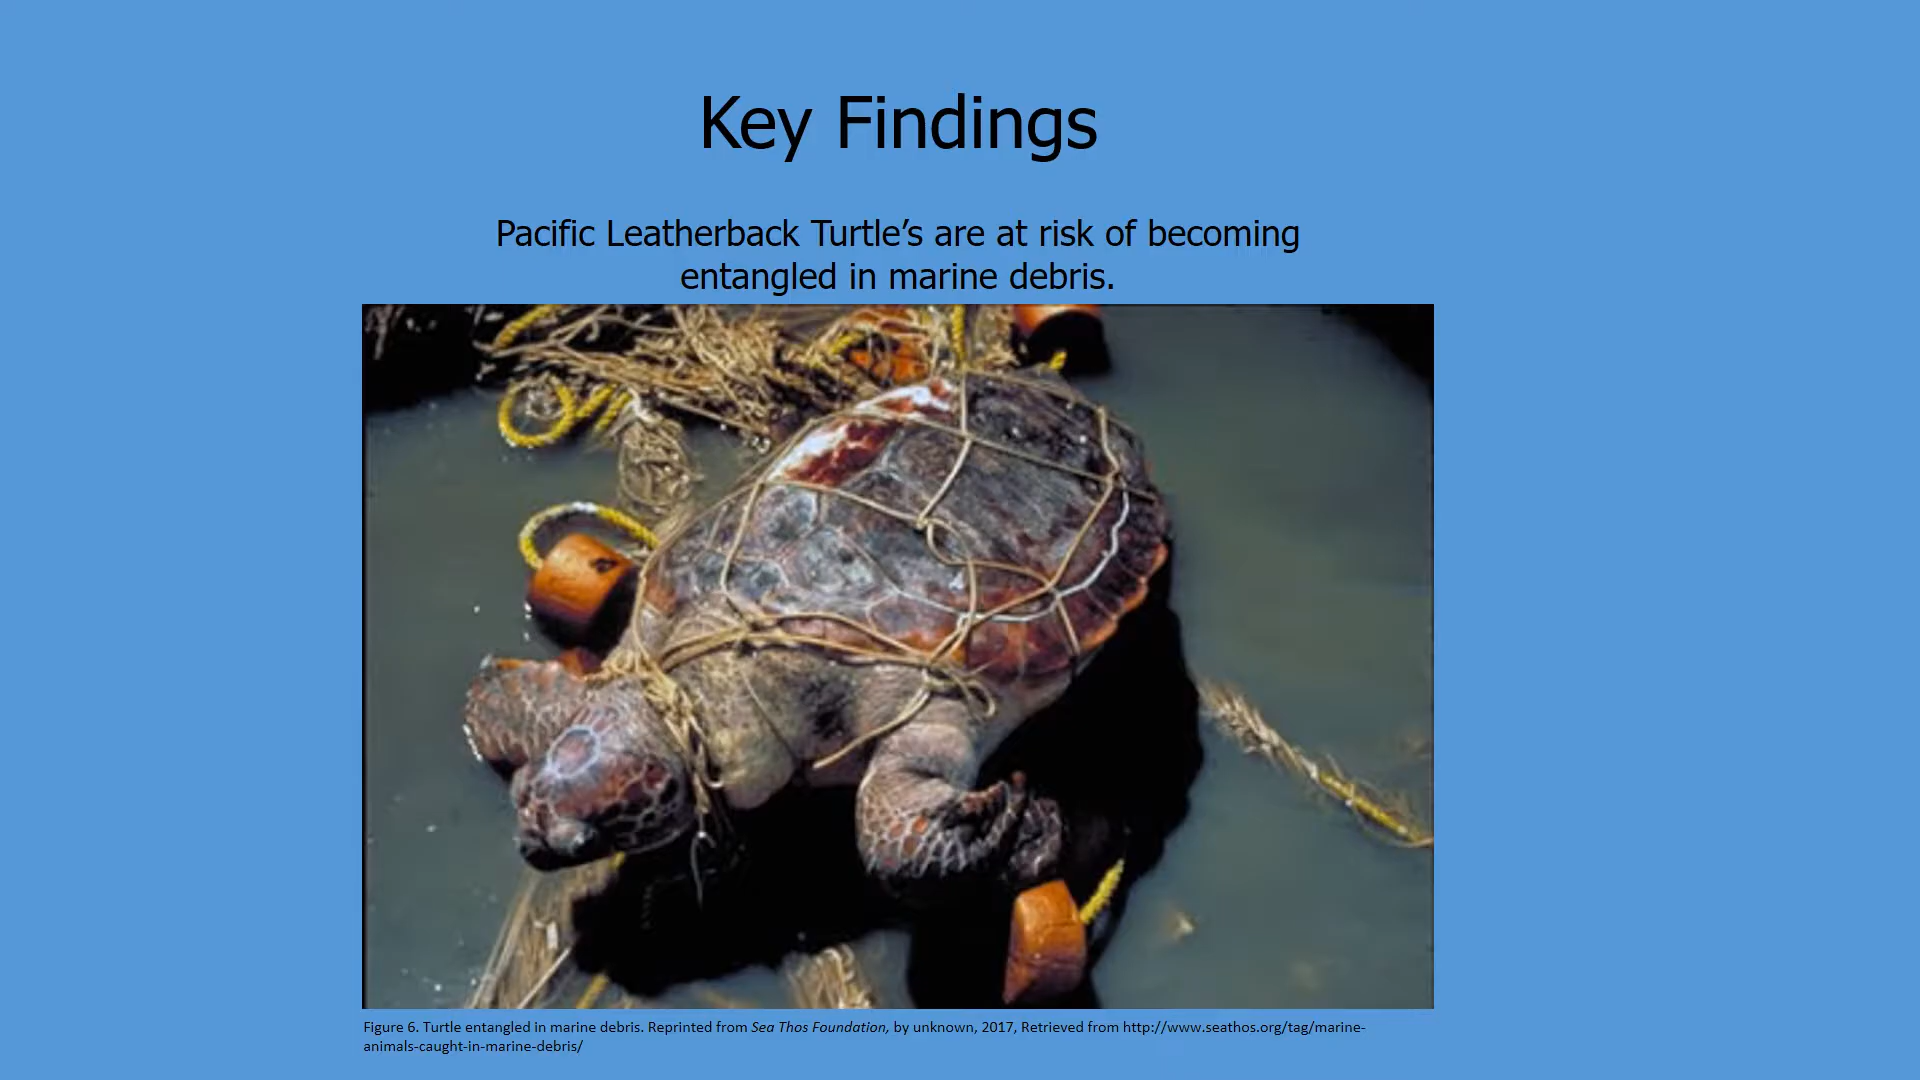 Key Findings
Pacific Leatherback Turtle’s are at risk of becoming
entangled in marine debris.
Figure 6. Turtle entangled in marine debris. Reprinted from Sea Thos Foundation, by unknown, 2017, Retrieved from http://www.seathos.org/tag/marine-
animals-caught-in-marine-debris/